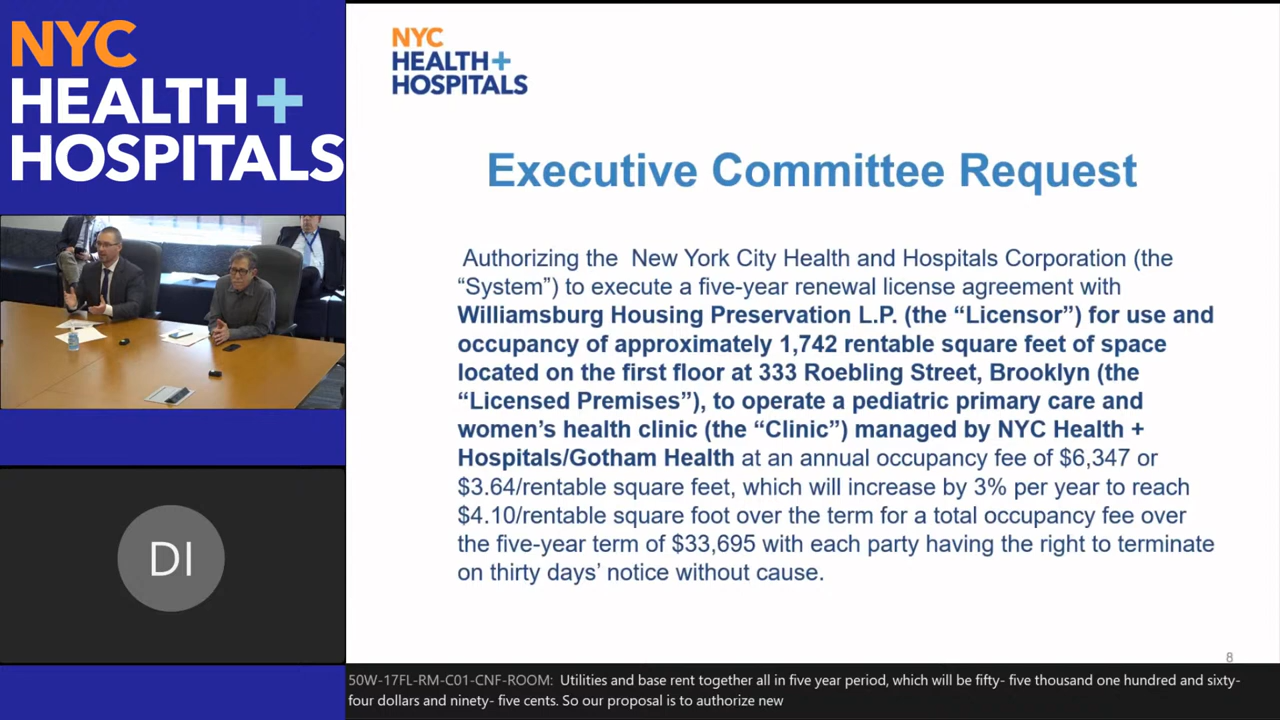 NYC
HEALTH+
HOSPITALS
DI
NYC
HEALTH+
HOSPITALS
Executive Committee Request
Authorizing the New York City Health and Hospitals Corporation (the
“System”) to execute a five-year renewal license agreement with
Williamsburg Housing Preservation L.P. (the “Licensor”) for use and
occupancy of approximately 1,742 rentable square feet of space
located on the first floor at 333 Roebling Street, Brooklyn (the
“Licensed Premises”), to operate a pediatric primary care and
women’s health clinic (the “Clinic”) managed by NYC Health +
Hospitals/Gotham Health at an annual occupancy fee of $6,347 or
$3.64/rentable square feet, which will increase by 3% per year to reach
$4.10/rentable square foot over the term for a total occupancy fee over
the five-year term of $33,695 with each party having the right to terminate
on thirty days’ notice without cause.
8
50W-17FL-RM-C01-CNF-ROOM: Utilities and base rent together all in five year period, which will be fifty- five thousand one hundred and sixty-
four dollars and ninety- five cents. So our proposal is to authorize new